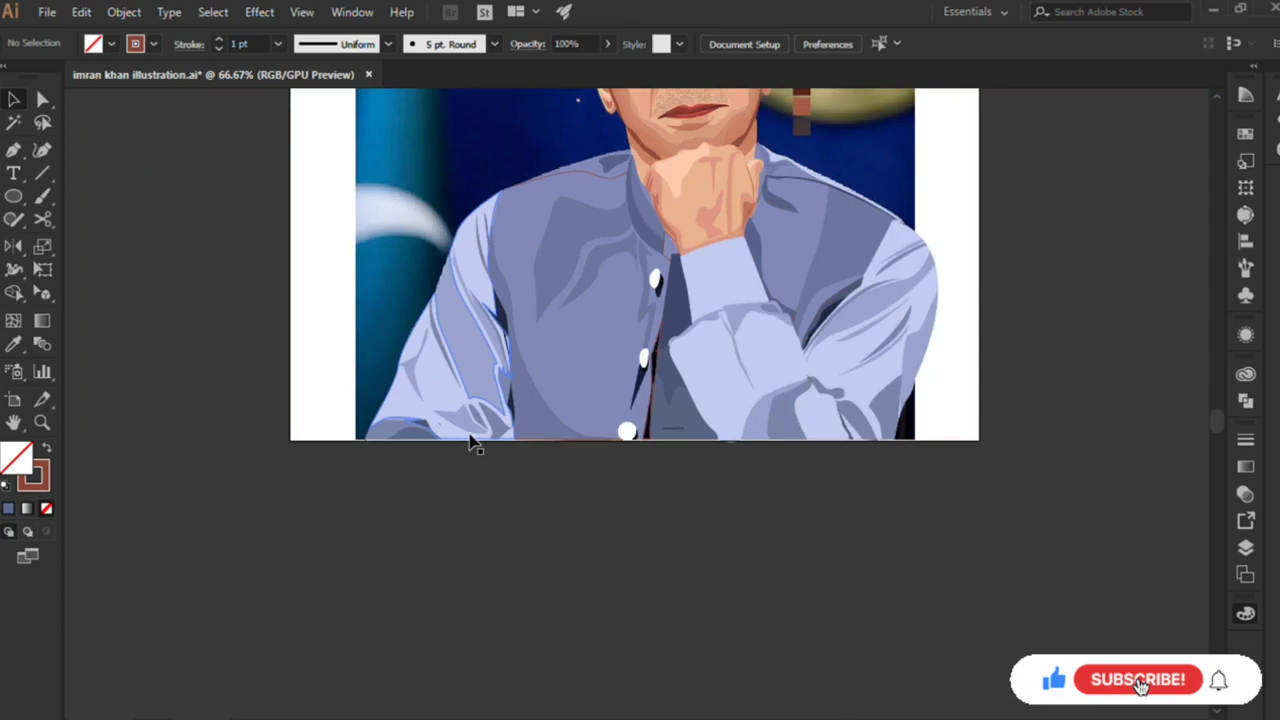 Ai File Edit Object Type Select Effect View Window Help Br St Essentials Search Adobe Stock
No Selection Stroke: 1 pt Uniform 5 pt. Round Opacity: 100% Style: Document Setup Preferences
imran khan illustration.ai* @ 66.67% (RGB/GPU Preview)
SUBSCRIBE!